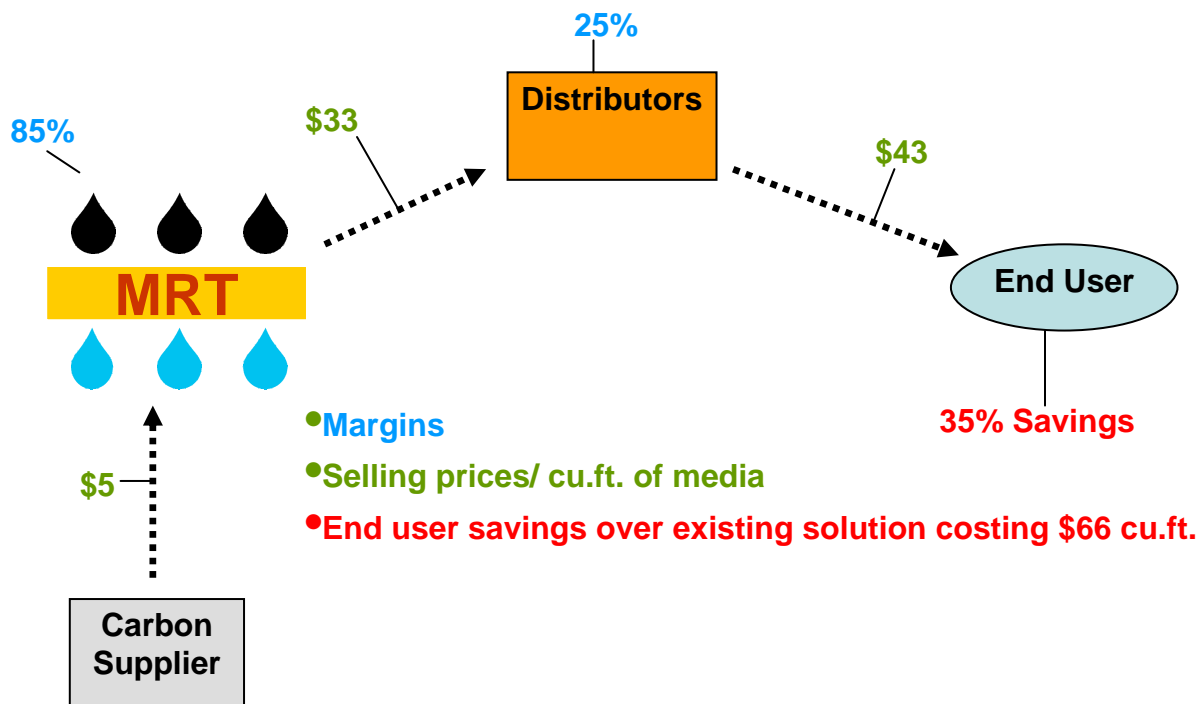 25%
Distributors
85%
$33
$43
MRT
End User
$5
•Margins
•Selling prices/ cu.ft. of media
•End user savings over existing solution costing $66 cu.ft.
35% Savings
Carbon
Supplier